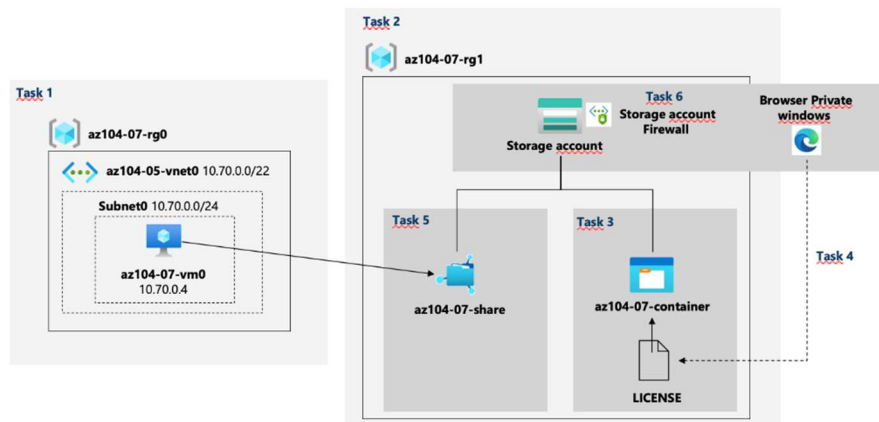 Task 1
az104-07-rg0
az104-05-vnet0 10.70.0.0/22
Subnet0 10.70.0.0/24
az104-07-vm0
10.70.0.4
Task 2
az104-07-rg1
Task 6
Storage account
Storage account
Firewall
Browser Private
windows
Task 5
az104-07-share
Task 3
az104-07-container
LICENSE
Task 4